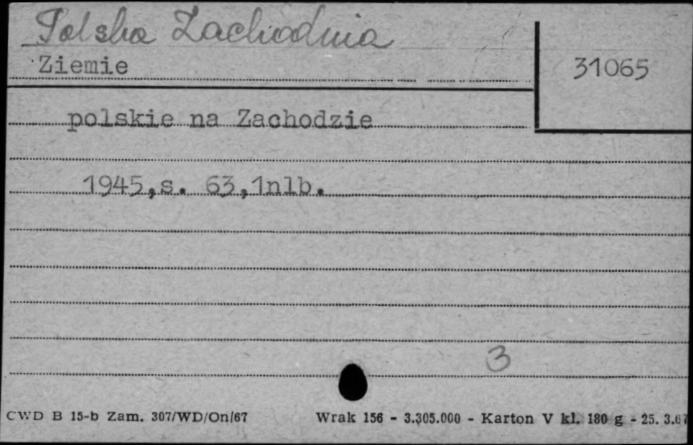 Polska Zachodnia
Ziemie
31065
polskie na Zachodzie
1945,s. 63,1nlb.
3
CWD B 15-b Zam. 307/WD/On/67 Wrak 156 - 3.305.000 - Karton V kl. 180 g - 25. 3.67